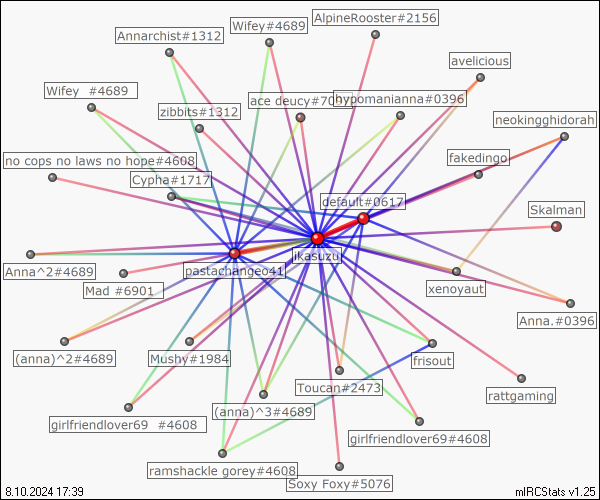 AlpineRooster#2156
Wifey#4689
Annarchist#1312
avelicious
Wifey  #4689
ace deucy#70
hypomanianna#0396
zibbits#1312
neokingghidorah
no cops no laws no hope#4608
fakedingo
Cypha#1717
default#0617
Skalman
ikasuzu
Anna^2#4689
pastachangeo41
Mad #6901
xenoyaut
Anna.#0396
(anna)^2#4689
Mushy#1984
frisout
Toucan#2473
rattgaming
(anna)^3#4689
girlfriendlover69  #4608
girlfriendlover69#4608
ramshackle gorey#4608
Soxy Foxy#5076
8.10.2024 17:39
mIRCStats v1.25